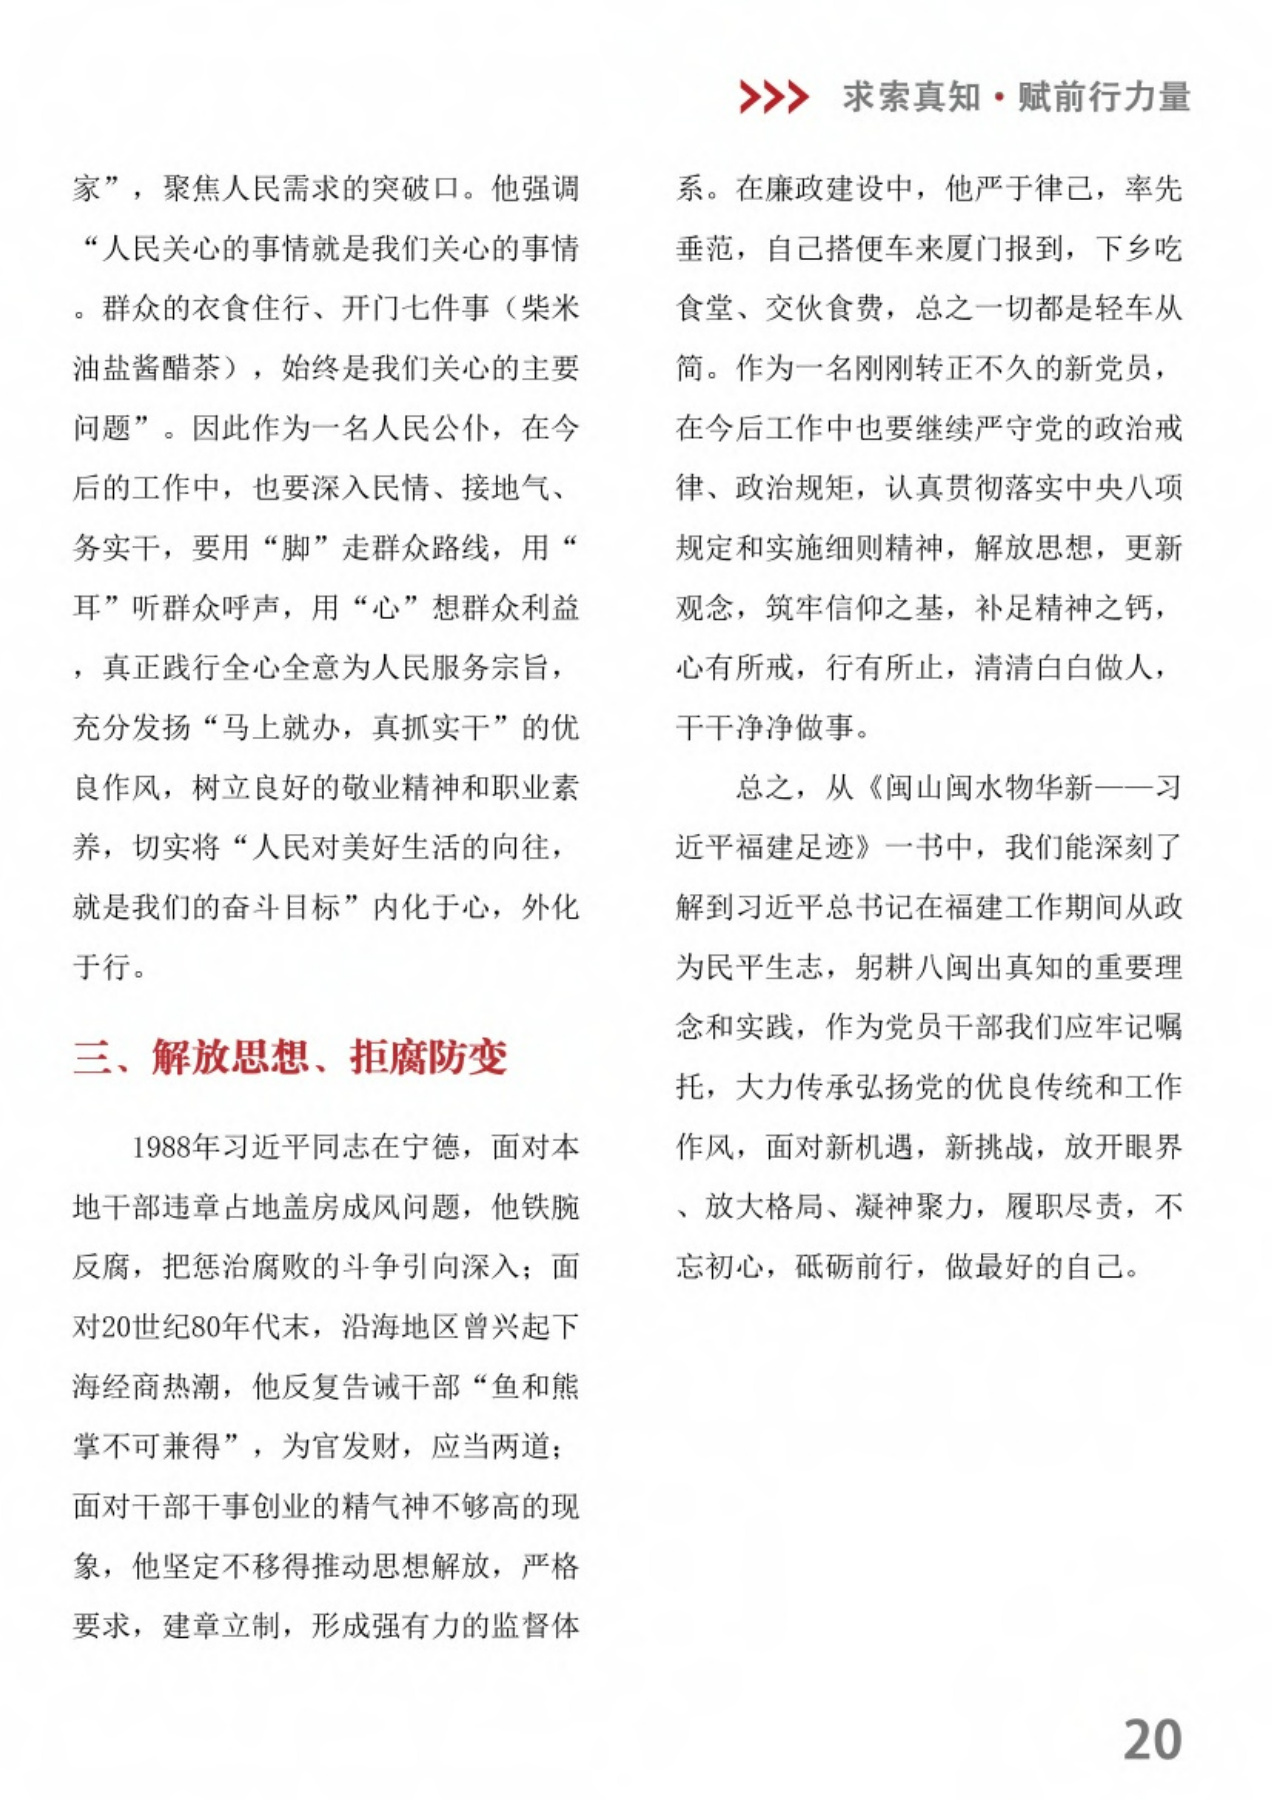 >>> 求索真知·赋前行力量
家”，聚焦人民需求的突破口。他强调
“人民关心的事情就是我们关心的事情
。群众的衣食住行、开门七件事（柴米
油盐酱醋茶），始终是我们关心的主要
问题”。因此作为一名人民公仆，在今
后的工作中，也要深入民情、接地气、
务实干，要用“脚”走群众路线，用“
耳”听群众呼声，用“心”想群众利益
，真正践行全心全意为人民服务宗旨，
充分发扬“马上就办，真抓实干”的优
良作风，树立良好的敬业精神和职业素
养，切实将“人民对美好生活的向往，
就是我们的奋斗目标”内化于心，外化
于行。
三、解放思想、拒腐防变
1988年习近平同志在宁德，面对本
地干部违章占地盖房成风问题，他铁腕
反腐，把惩治腐败的斗争引向深入；面
对20世纪80年代末，沿海地区曾兴起下
海经商热潮，他反复告诫干部“鱼和熊
掌不可兼得”，为官发财，应当两道；
面对干部干事创业的精气神不够高的现
象，他坚定不移得推动思想解放，严格
要求，建章立制，形成强有力的监督体
系。在廉政建设中，他严于律己，率先
垂范，自己搭便车来厦门报到，下乡吃
食堂、交伙食费，总之一切都是轻车从
简。作为一名刚刚转正不久的新党员，
在今后工作中也要继续严守党的政治戒
律、政治规矩，认真贯彻落实中央八项
规定和实施细则精神，解放思想，更新
观念，筑牢信仰之基，补足精神之钙，
心有所戒，行有所止，清清白白做人，
干干净净做事。
总之，从《闽山闽水物华新——习
近平福建足迹》一书中，我们能深刻了
解到习近平总书记在福建工作期间从政
为民平生志，躬耕八闽出真知的重要理
念和实践，作为党员干部我们应牢记嘱
托，大力传承弘扬党的优良传统和工作
作风，面对新机遇，新挑战，放开眼界
、放大格局、凝神聚力，履职尽责，不
忘初心，砥砺前行，做最好的自己。
20